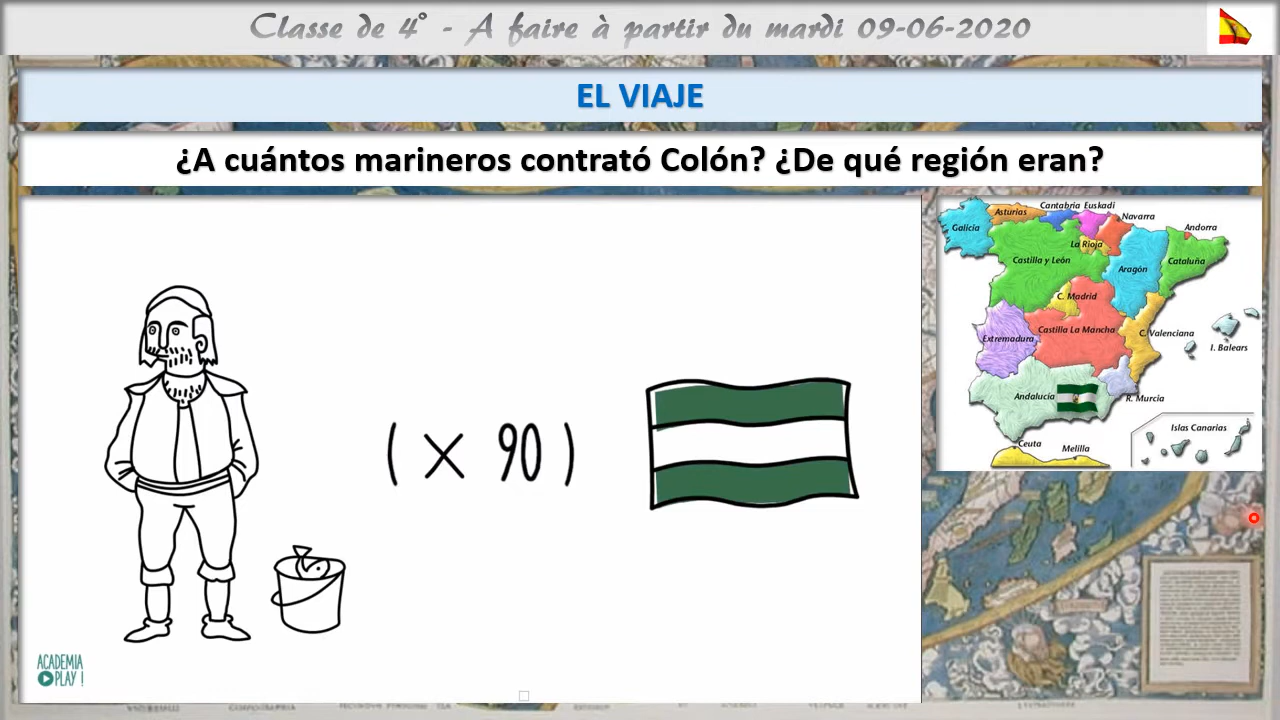 Classe de 4° - A faire à partir du mardi 09-06-2020
EL VIAJE
¿A cuántos marineros contrató Colón? ¿De qué región eran?
( × 90 )
ACADEMIA
PLAY !
Cantabria Euskadi
Asturias
Navarra
Galicia
Andorra
La Rioja
Castilla y León
Cataluña
Aragón
C. Madrid
Castilla La Mancha
C. Valenciana
Extremadura
I. Balears
Andalucía
R. Murcia
Islas Canarias
Ceuta
Melilla